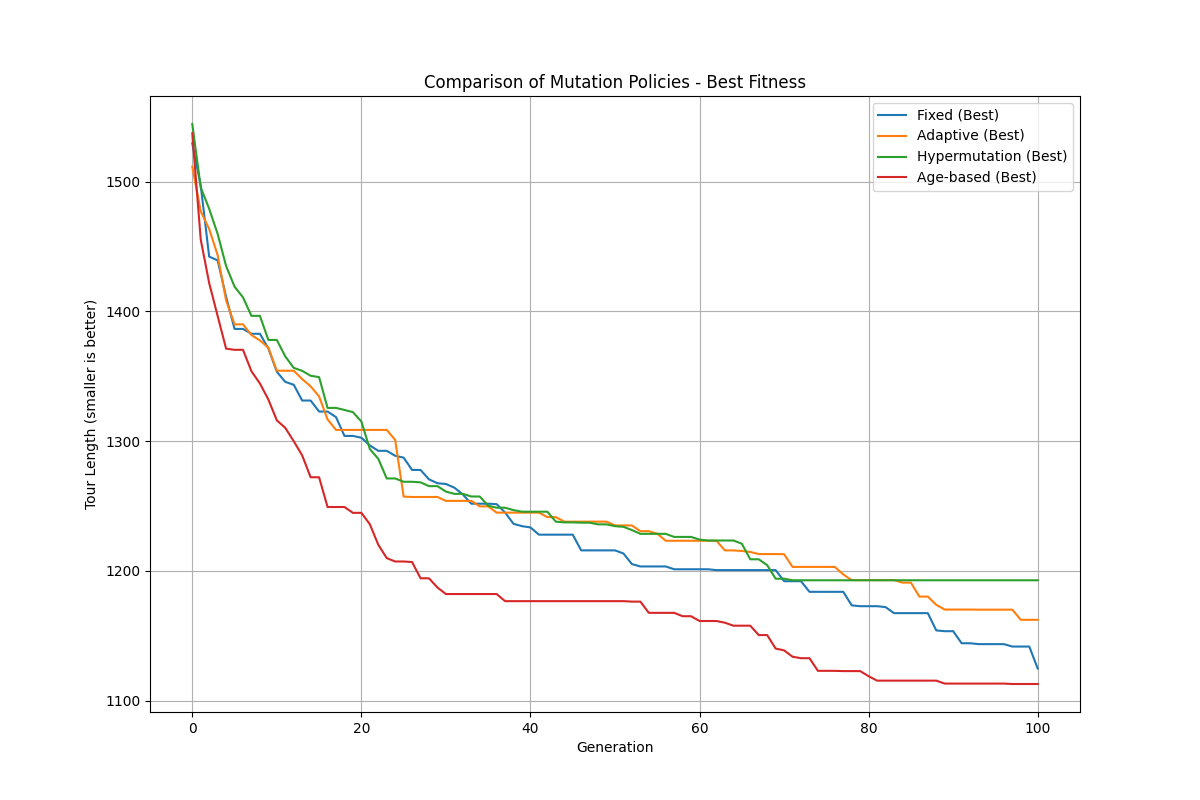 Comparison of Mutation Policies - Best Fitness
Fixed (Best)
Adaptive (Best)
Hypermutation (Best)
Age-based (Best)
Tour Length (smaller is better)
1500
1400
1300
1200
1100
0
20
40
60
80
100
Generation